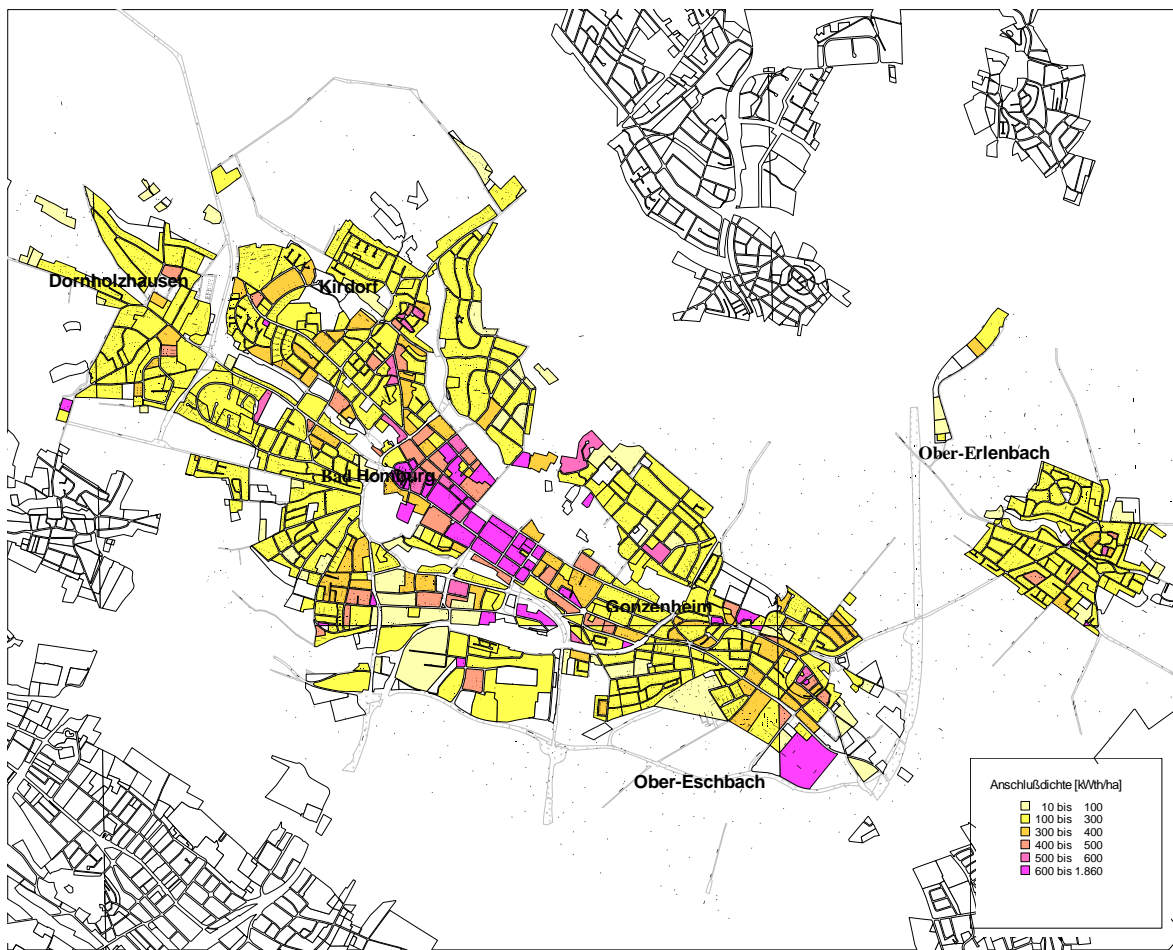 Dornholzhausen
Kirdorf
Ober-Erlenbach
Bad Homburg
Gonzenheim
Ober-Eschbach
Anschlußdichte [kWth/ha]
10 bis 100
100 bis 300
300 bis 400
400 bis 500
500 bis 600
600 bis 1.860